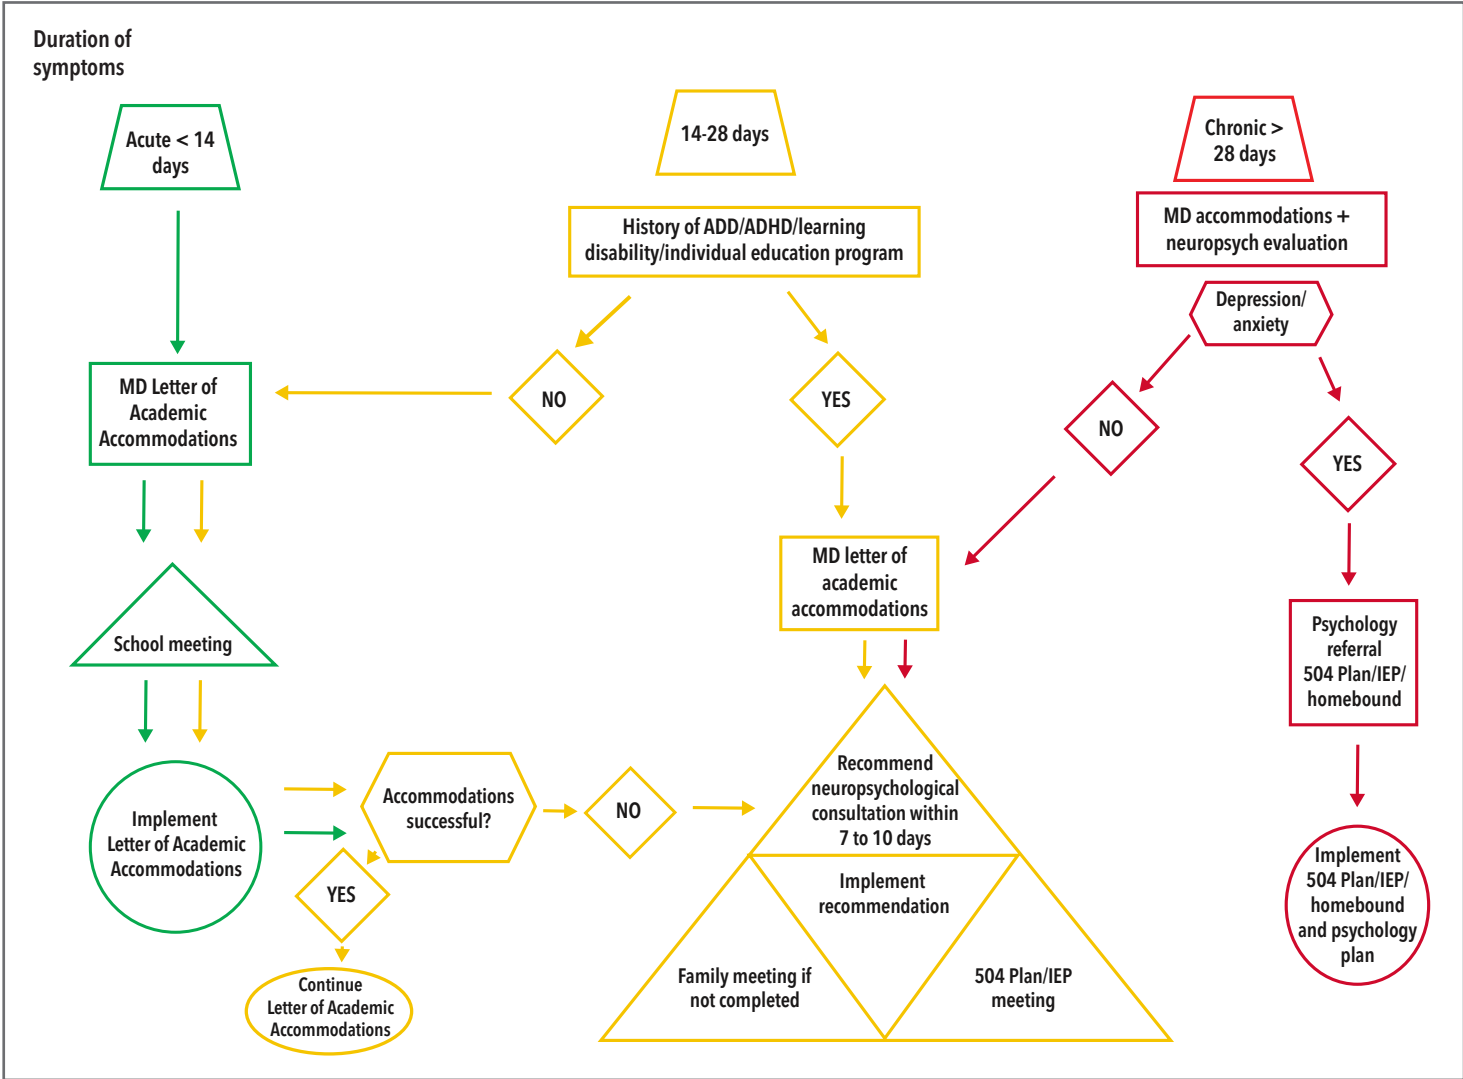 Duration of
symptoms
Acute < 14
days
14-28 days
Chronic >
28 days
History of ADD/ADHD/learning
disability/individual education program
MD accommodations +
neuropsych evaluation
Depression/
anxiety
MD Letter of
Academic
Accommodations
NO
YES
NO
YES
MD letter of
academic
accommodations
School meeting
Psychology
referral
504 Plan/IEP/
homebound
Implement
Letter of Academic
Accommodations
Accommodations
successful?
NO
YES
Continue
Letter of Academic
Accommodations
Recommend
neuropsychological
consultation within
7 to 10 days
Implement
recommendation
Family meeting if
not completed
504 Plan/IEP
meeting
Implement
504 Plan/IEP/
homebound
and psychology
plan